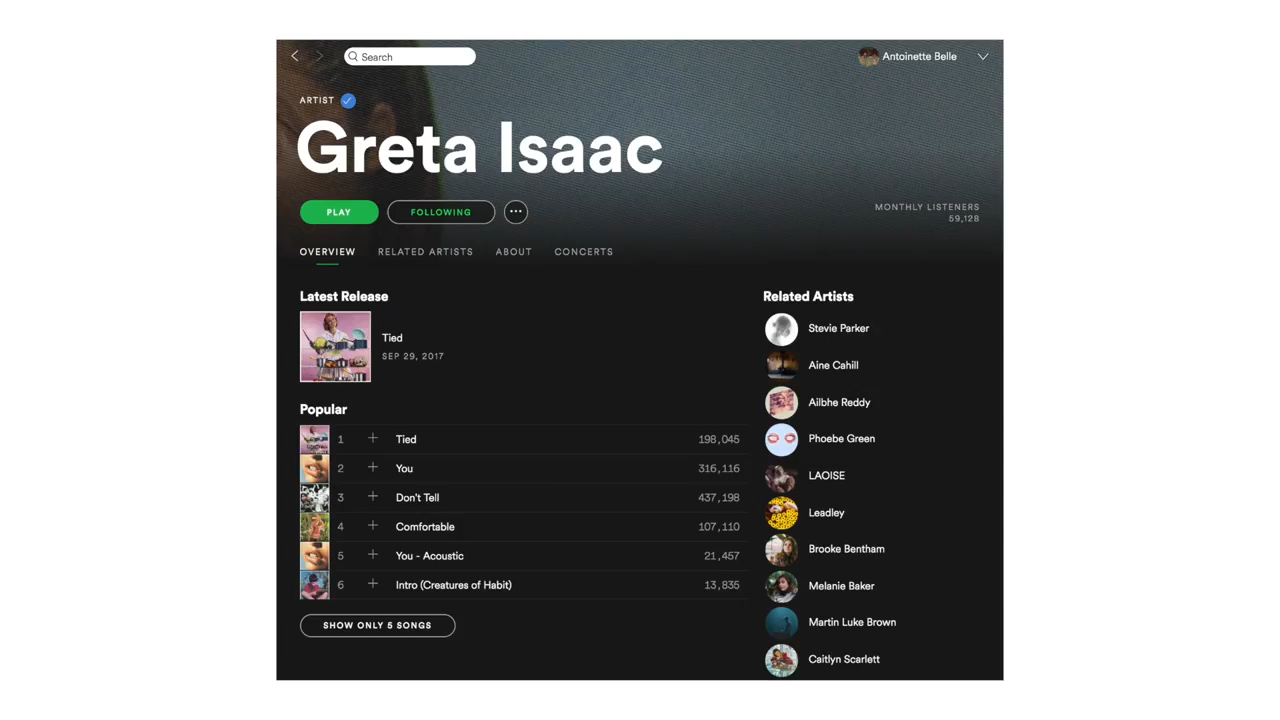 Search
Antoinette Belle
ARTIST
Greta Isaac
PLAY
FOLLOWING
MONTHLY LISTENERS
59,128
OVERVIEW
RELATED ARTISTS
ABOUT
CONCERTS
Latest Release
Tied
SEP 29, 2017
Popular
1 + Tied 198,045
2 + You 316,116
3 + Don't Tell 437,198
4 + Comfortable 107,110
5 + You - Acoustic 21,457
6 + Intro (Creatures of Habit) 13,835
SHOW ONLY 5 SONGS
Related Artists
Stevie Parker
Aine Cahill
Ailbhe Reddy
Phoebe Green
LAOISE
Leadley
Brooke Bentham
Melanie Baker
Martin Luke Brown
Caitlyn Scarlett